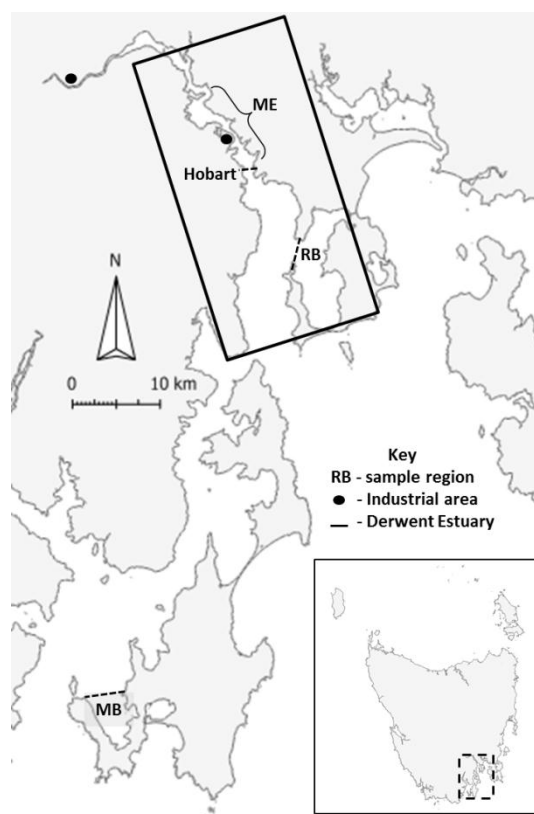 ME
Hobart
RB
N
0 10 km
Key
RB - sample region
- Industrial area
- Derwent Estuary
MB